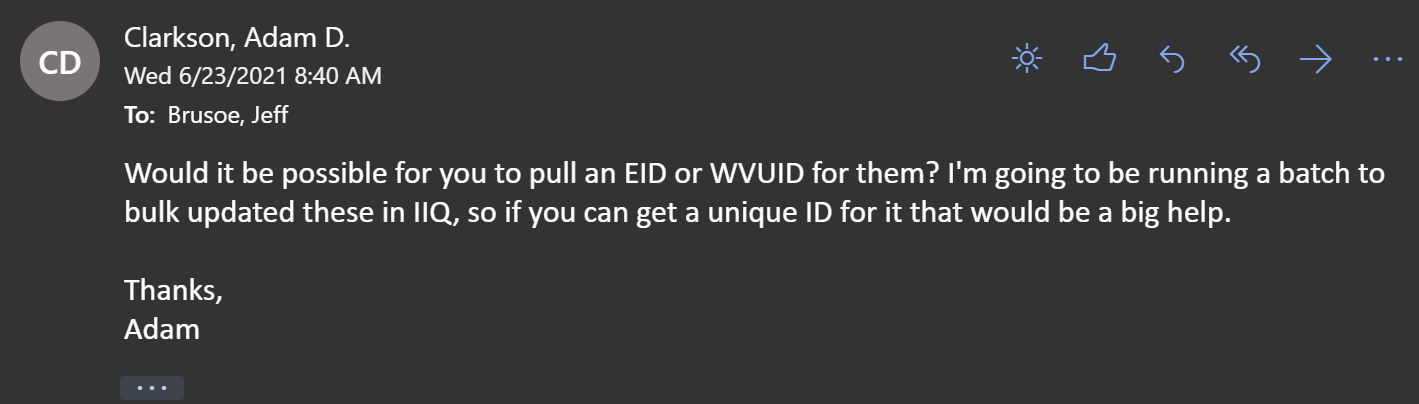 CD
Clarkson, Adam D.
Wed 6/23/2021 8:40 AM
To: Brusoe, Jeff
Would it be possible for you to pull an EID or WVUID for them? I'm going to be running a batch to
bulk updated these in IIQ, so if you can get a unique ID for it that would be a big help.
Thanks,
Adam